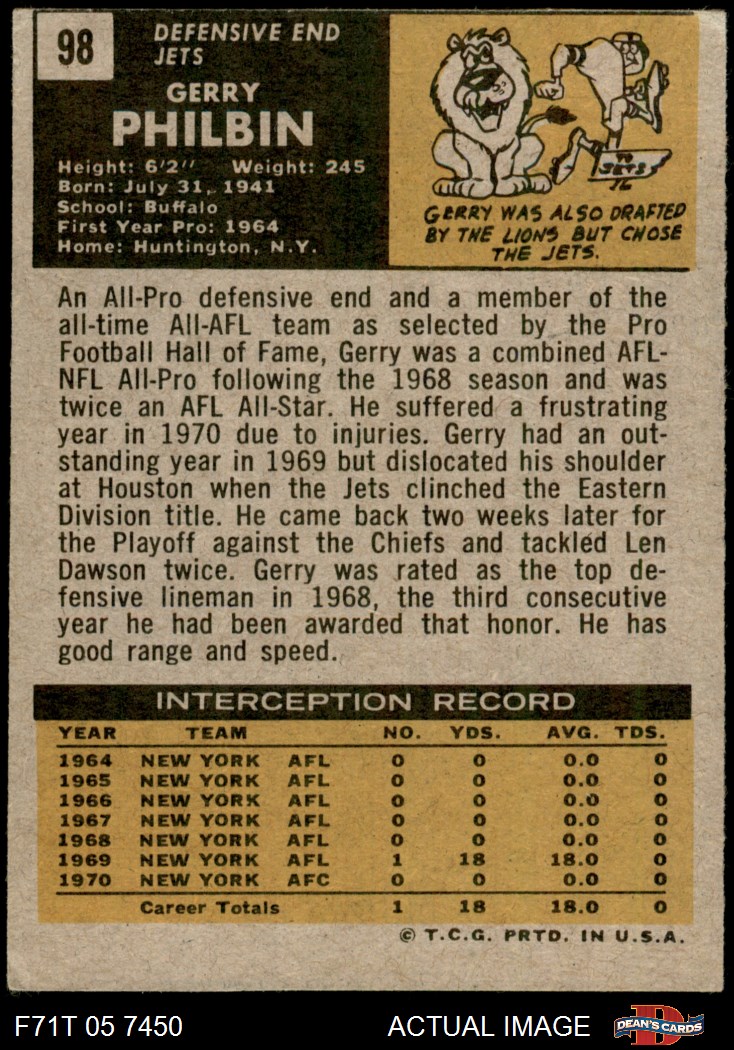 98
DEFENSIVE END
JETS
GERRY
PHILBIN
Height: 6'2" Weight: 245
Born: July 31, 1941
School: Buffalo
First Year Pro: 1964
Home: Huntington, N.Y.
TO
JETS
GERRY WAS ALSO DRAFTED
BY THE LIONS BUT CHOSE
THE JETS.
An All-Pro defensive end and a member of the
all-time All-AFL team as selected by the Pro
Football Hall of Fame, Gerry was a combined AFL-
NFL All-Pro following the 1968 season and was
twice an AFL All-Star. He suffered a frustrating
year in 1970 due to injuries. Gerry had an out-
standing year in 1969 but dislocated his shoulder
at Houston when the Jets clinched the Eastern
Division title. He came back two weeks later for
the Playoff against the Chiefs and tackled Len
Dawson twice. Gerry was rated as the top de-
fensive lineman in 1968, the third consecutive
year he had been awarded that honor. He has
good range and speed.
INTERCEPTION RECORD
YEAR TEAM NO. YDS. AVG. TDS.
1964 NEW YORK AFL 0 0 0.0 0
1965 NEW YORK AFL 0 0 0.0 0
1966 NEW YORK AFL 0 0 0.0 0
1967 NEW YORK AFL 0 0 0.0 0
1968 NEW YORK AFL 0 0 0.0 0
1969 NEW YORK AFL 1 18 18.0 0
1970 NEW YORK AFC 0 0 0.0 0
Career Totals 1 18 18.0 0
© T.C.G. PRTD. IN U.S.A.
F71T 05 7450 ACTUAL IMAGE D DEAN'S CARDS